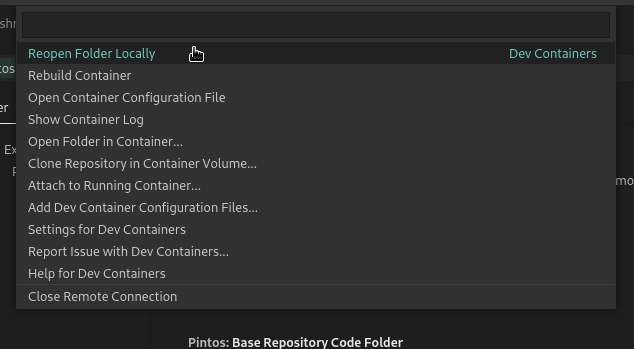 Reopen Folder Locally Dev Containers
Rebuild Container
Open Container Configuration File
Show Container Log
Open Folder in Container...
Clone Repository in Container Volume...
Attach to Running Container...
Add Dev Container Configuration Files...
Settings for Dev Containers
Report Issue with Dev Containers...
Help for Dev Containers
Close Remote Connection
Pintos: Base Repository Code Folder